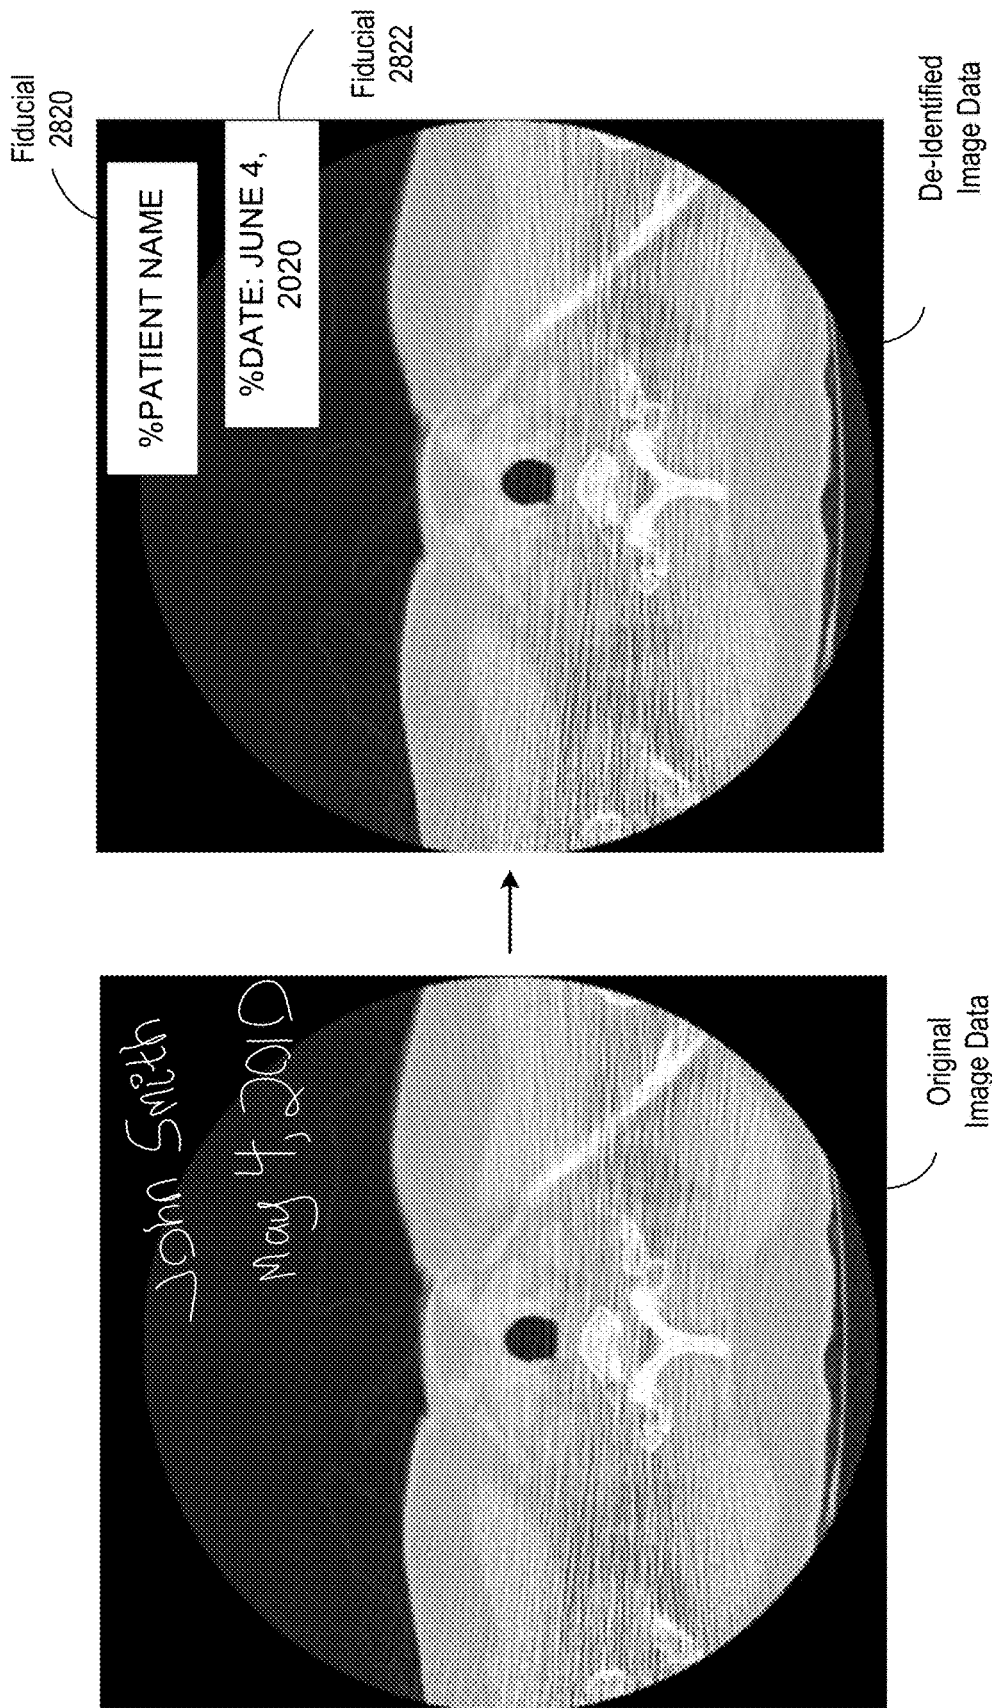 John Smith
May 4, 2010
Original
Image Data
%PATIENT NAME
%DATE: JUNE 4,
2020
Fiducial
2820
Fiducial
2822
De-Identified
Image Data